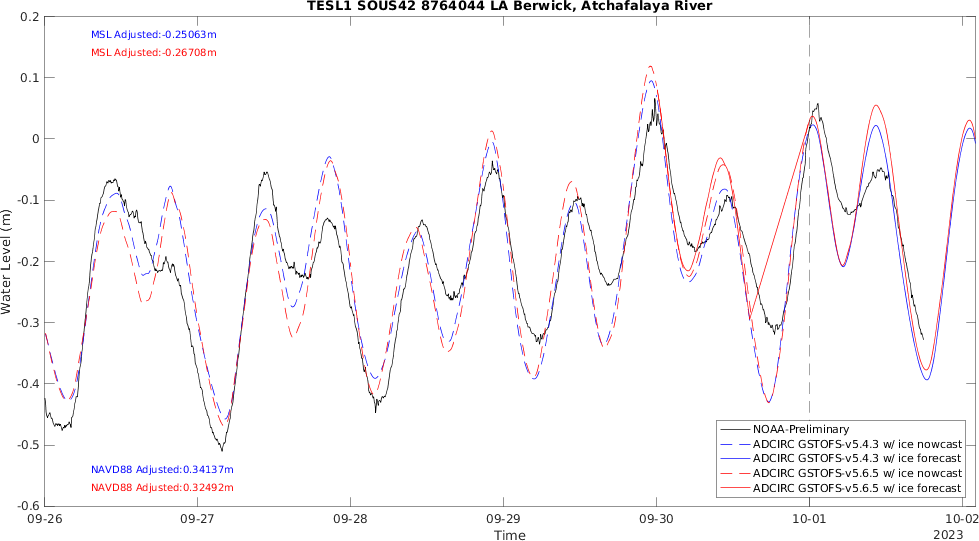 TESL1 SOUS42 8764044 LA Berwick, Atchafalaya River
0.2
MSL Adjusted:-0.25063m
MSL Adjusted:-0.26708m
0.1
0
-0.1
-0.2
-0.3
-0.4
-0.5
-0.6
Water Level (m)
NAVD88 Adjusted:0.34137m
NAVD88 Adjusted:0.32492m
NOAA-Preliminary
ADCIRC GSTOFS-v5.4.3 w/ ice nowcast
ADCIRC GSTOFS-v5.4.3 w/ ice forecast
ADCIRC GSTOFS-v5.6.5 w/ ice nowcast
ADCIRC GSTOFS-v5.6.5 w/ ice forecast
09-26 09-27 09-28 09-29 09-30 10-01 10-02
Time
2023